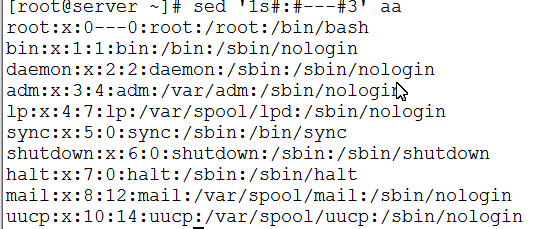 [root@server ~]# sed '1s#:#---#3' aa
root:x:0---0:root:/root:/bin/bash
bin:x:1:1:bin:/bin:/sbin/nologin
daemon:x:2:2:daemon:/sbin:/sbin/nologin
adm:x:3:4:adm:/var/adm:/sbin/nologin
lp:x:4:7:lp:/var/spool/lpd:/sbin/nologin
sync:x:5:0:sync:/sbin:/bin/sync
shutdown:x:6:0:shutdown:/sbin:/sbin/shutdown
halt:x:7:0:halt:/sbin:/sbin/halt
mail:x:8:12:mail:/var/spool/mail:/sbin/nologin
uucp:x:10:14:uucp:/var/spool/uucp:/sbin/nologin